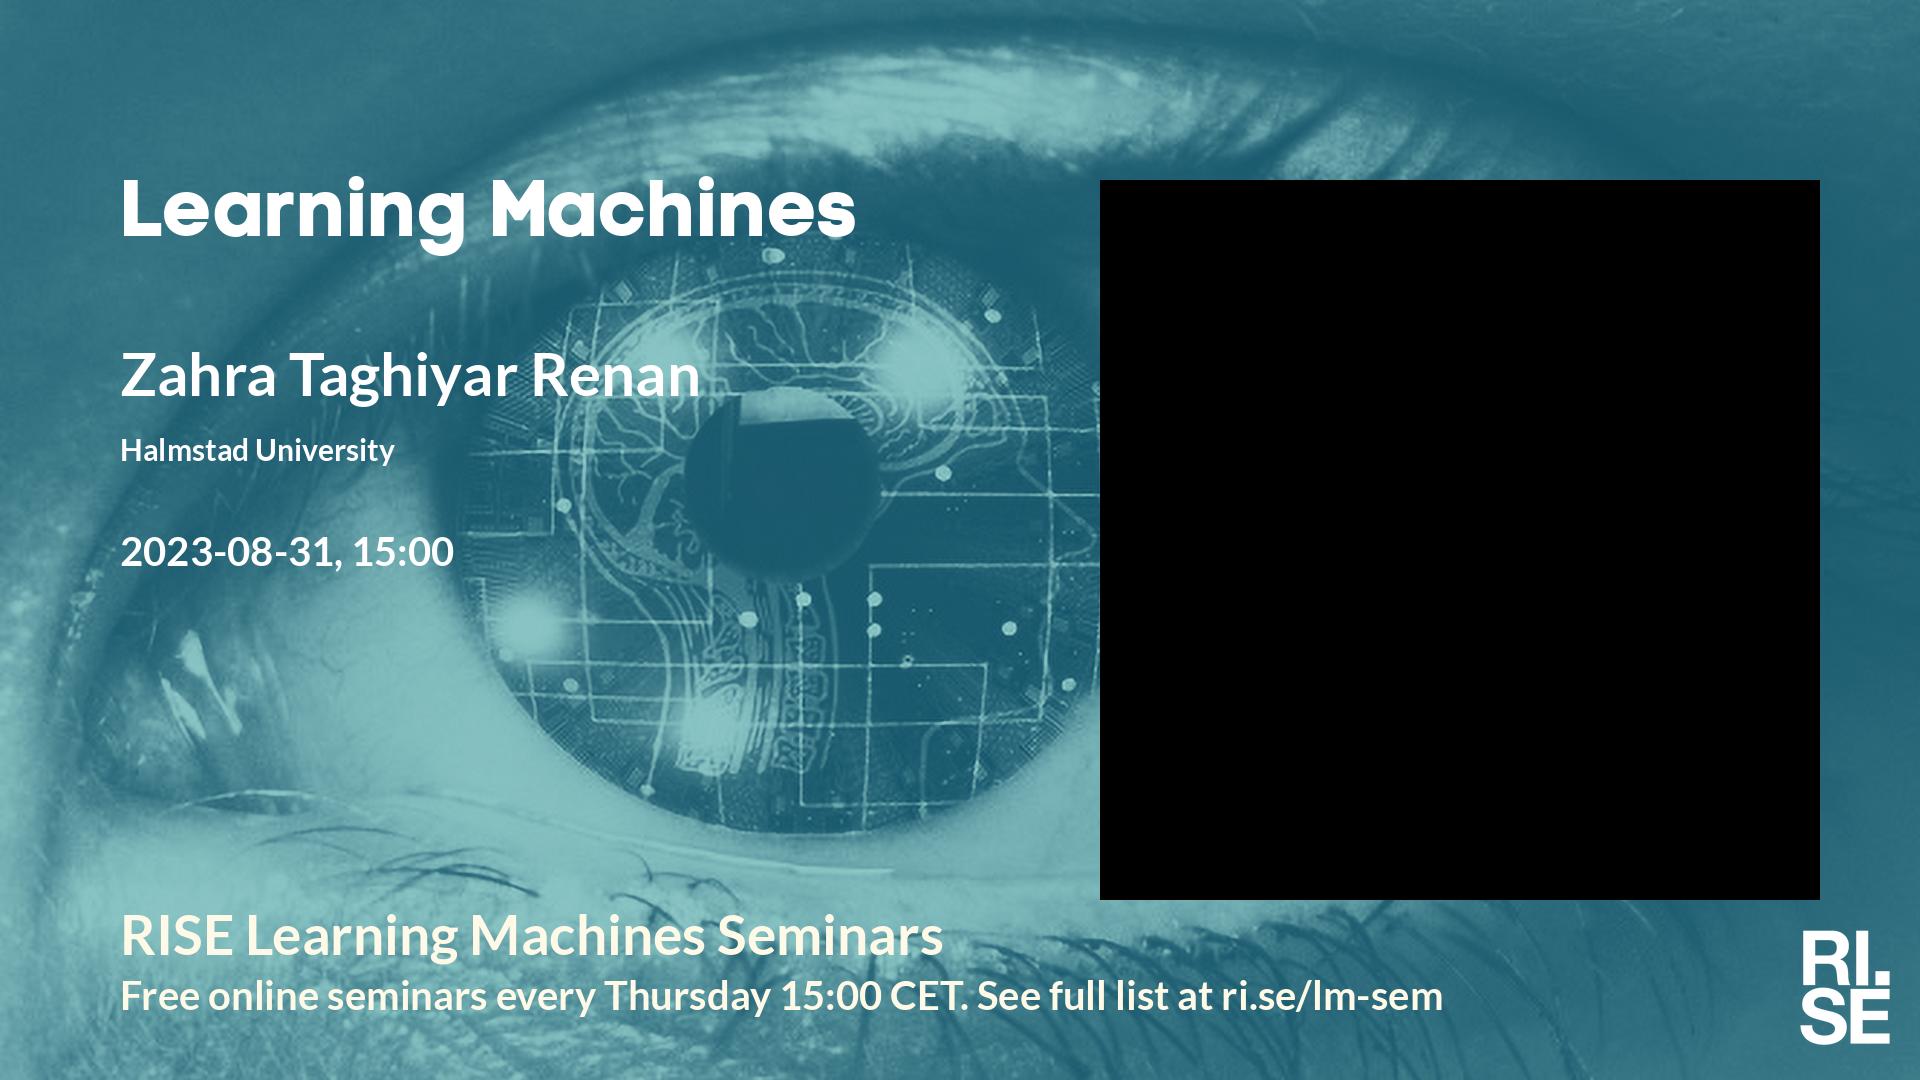 Learning Machines
Zahra Taghiyar Renan
Halmstad University
2023-08-31, 15:00
RISE Learning Machines Seminars
Free online seminars every Thursday 15:00 CET. See full list at ri.se/lm-sem
RI.
SE